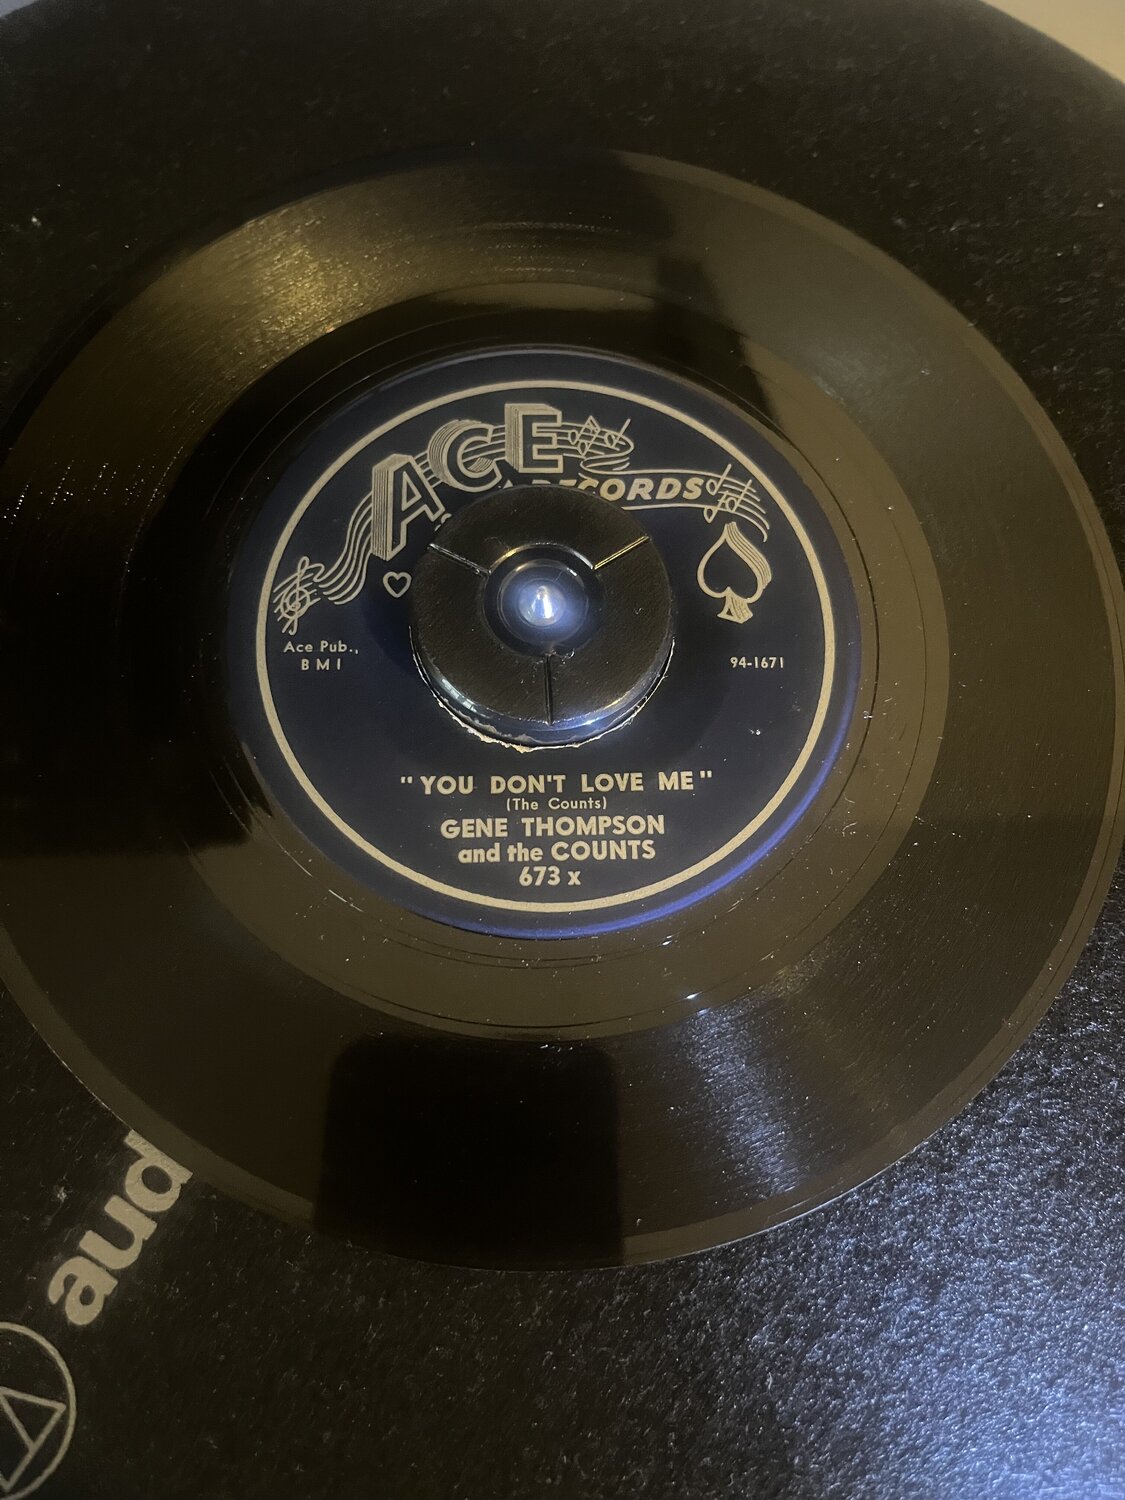 ACE
RECORDS
Ace Pub.,
BMI
94-1671
"YOU DON'T LOVE ME"
(The Counts)
GENE THOMPSON
and the COUNTS
673 x
aud